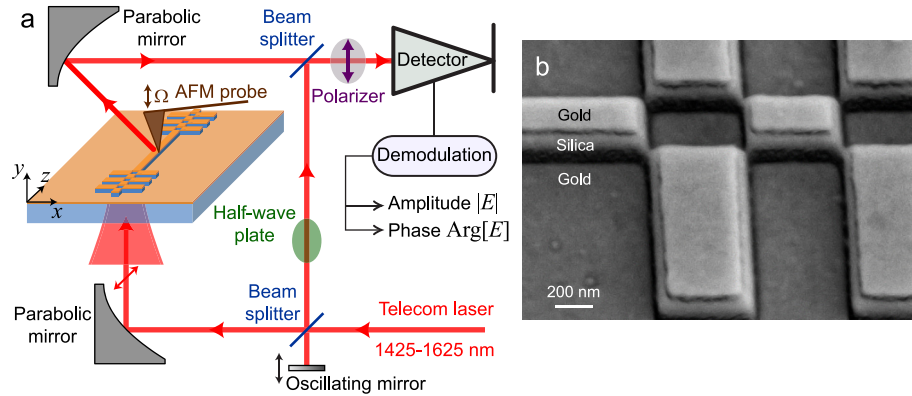 a
Parabolic
mirror
Beam
splitter
Detector
Polarizer
Ω
AFM probe
Demodulation
Amplitude |E|
Phase Arg[E]
y
z
x
Half-wave
plate
Parabolic
mirror
Beam
splitter
Telecom laser
1425-1625 nm
Oscillating mirror
b
Gold
Silica
Gold
200 nm